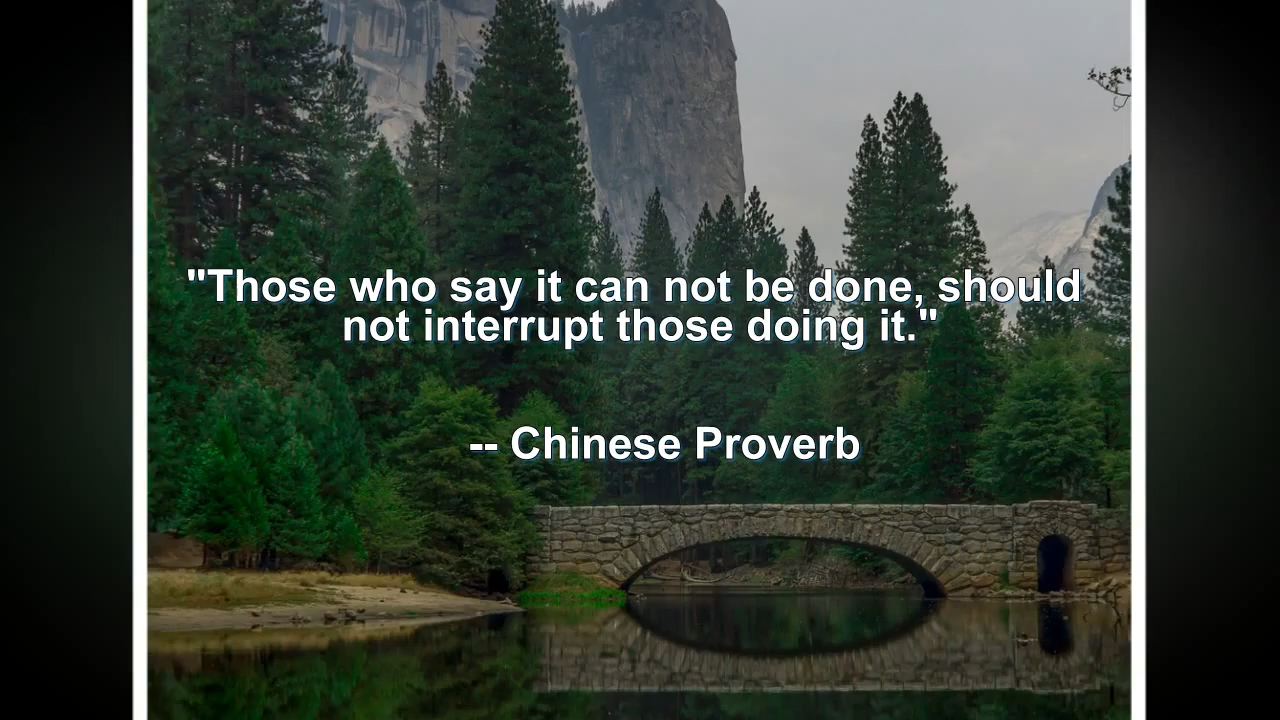 "Those who say it can not be done, should
not interrupt those doing it."
-- Chinese Proverb